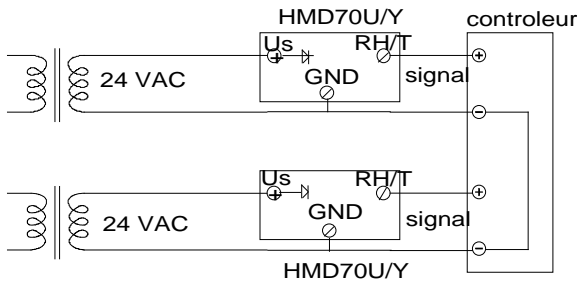 HMD70U/Y
controleur
Us
RH/T
24 VAC
GND
signal
Us
RH/T
24 VAC
GND
signal
HMD70U/Y